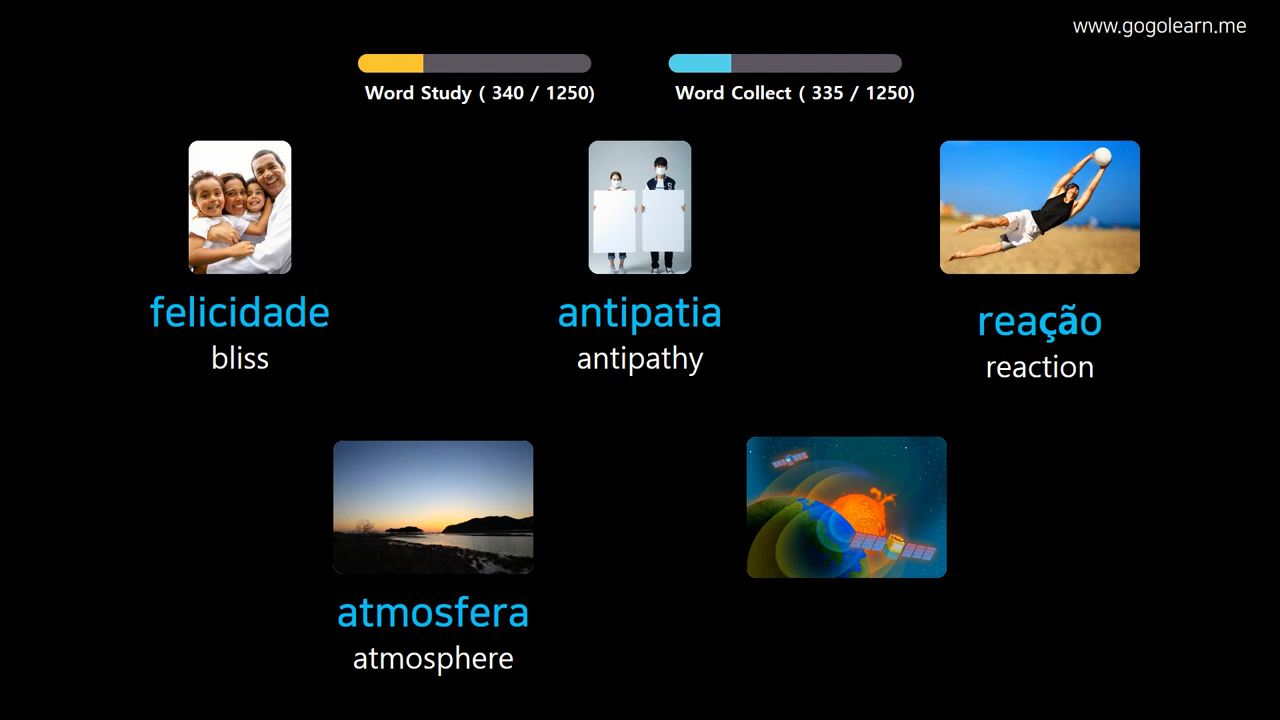 www.gogolearn.me
Word Study ( 340 / 1250)
Word Collect ( 335 / 1250)
felicidade
bliss
antipatia
antipathy
reação
reaction
atmosfera
atmosphere